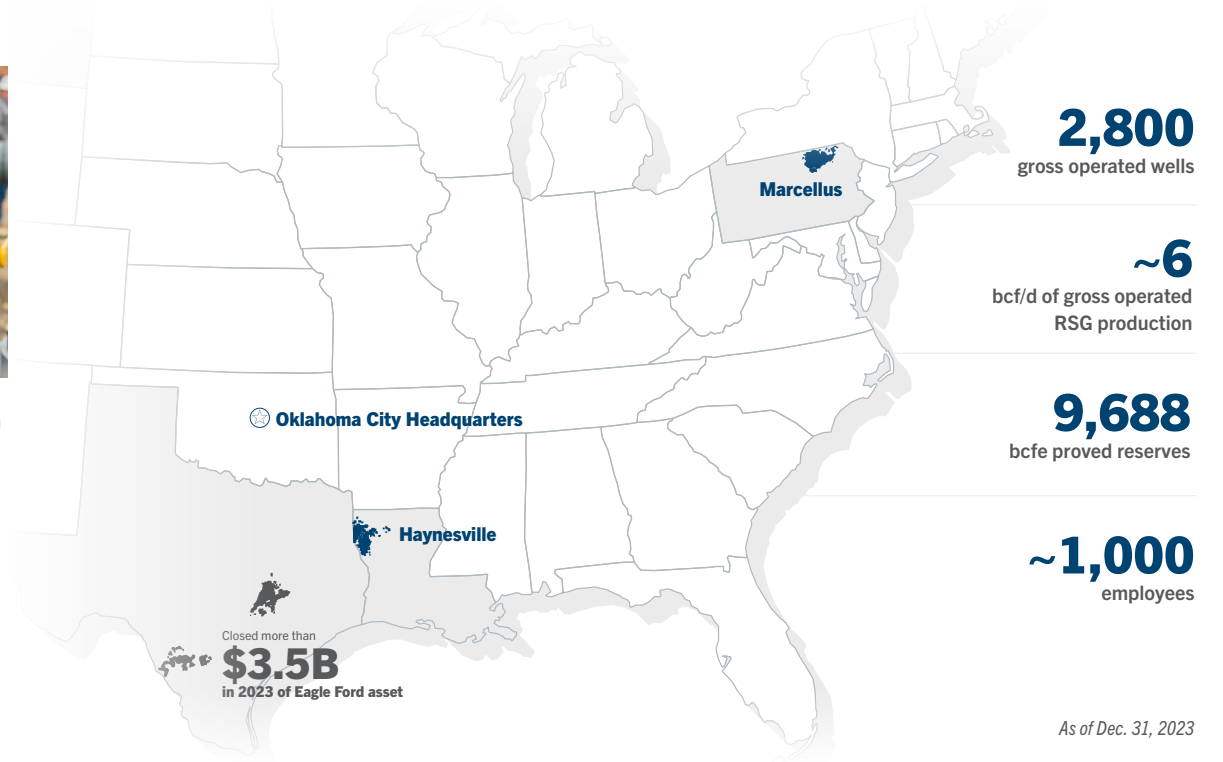 2,800
gross operated wells
Marcellus
~6
bcf/d of gross operated
RSG production
9,688
bcfe proved reserves
Oklahoma City Headquarters
Haynesville
~1,000
employees
Closed more than
$3.5B
in 2023 of Eagle Ford asset
As of Dec. 31, 2023